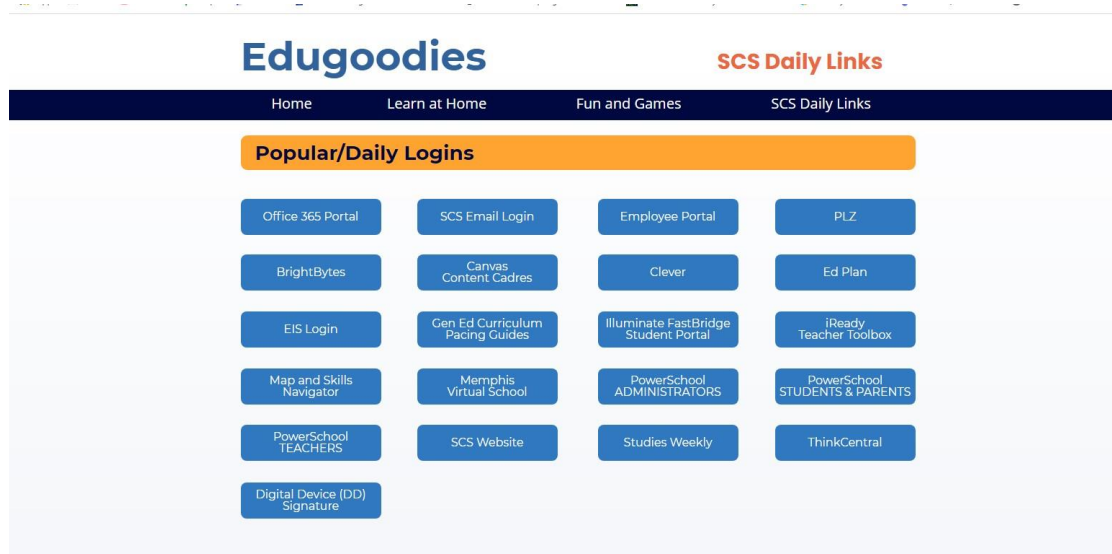 Edugoodies
SCS Daily Links
Home Learn at Home Fun and Games SCS Daily Links
Popular/Daily Logins
Office 365 Portal
SCS Email Login
Employee Portal
PLZ
BrightBytes
Canvas
Content Cadres
Clever
Ed Plan
EIS Login
Gen Ed Curriculum
Pacing Guides
Illuminate FastBridge
Student Portal
iReady
Teacher Toolbox
Map and Skills
Navigator
Memphis
Virtual School
PowerSchool
ADMINISTRATORS
PowerSchool
STUDENTS & PARENTS
PowerSchool
TEACHERS
SCS Website
Studies Weekly
ThinkCentral
Digital Device (DD)
Signature